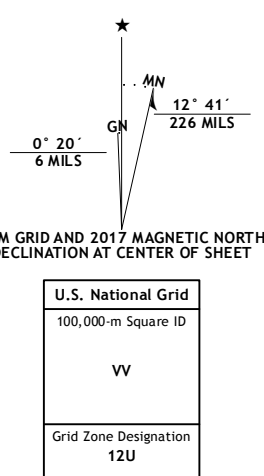 ★
MN
GN
12° 41´
226 MILS
0° 20´
6 MILS
M GRID AND 2017 MAGNETIC NORTH
DECLINATION AT CENTER OF SHEET
U.S. National Grid
100,000-m Square ID
VV
Grid Zone Designation
12U